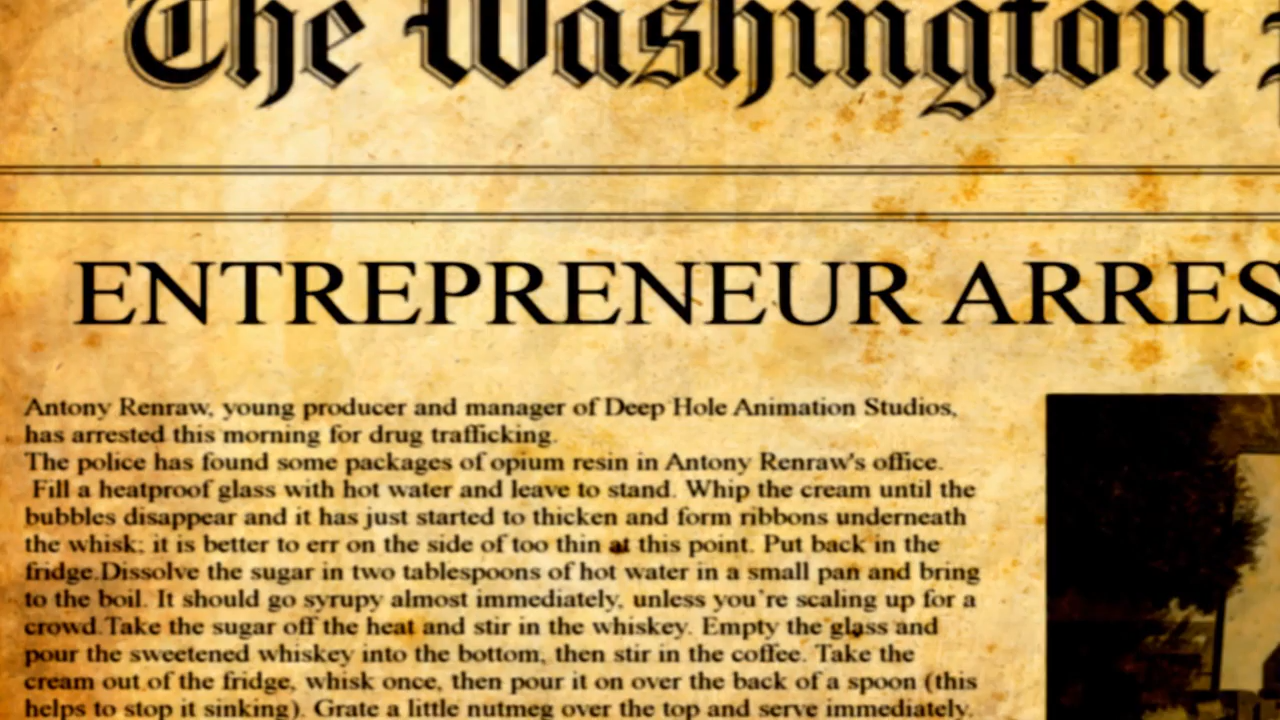 The Washington
ENTREPRENEUR ARRES
Antony Renraw, young producer and manager of Deep Hole Animation Studios,
has arrested this morning for drug trafficking.
The police has found some packages of opium resin in Antony Renraw's office.
Fill a heatproof glass with hot water and leave to stand. Whip the cream until the
bubbles disappear and it has just started to thicken and form ribbons underneath
the whisk; it is better to err on the side of too thin at this point. Put back in the
fridge.Dissolve the sugar in two tablespoons of hot water in a small pan and bring
to the boil. It should go syrupy almost immediately, unless you're scaling up for a
crowd.Take the sugar off the heat and stir in the whiskey. Empty the glass and
pour the sweetened whiskey into the bottom, then stir in the coffee. Take the
cream out of the fridge, whisk once, then pour it on over the back of a spoon (this
helps to stop it sinking). Grate a little nutmeg over the top and serve immediately.